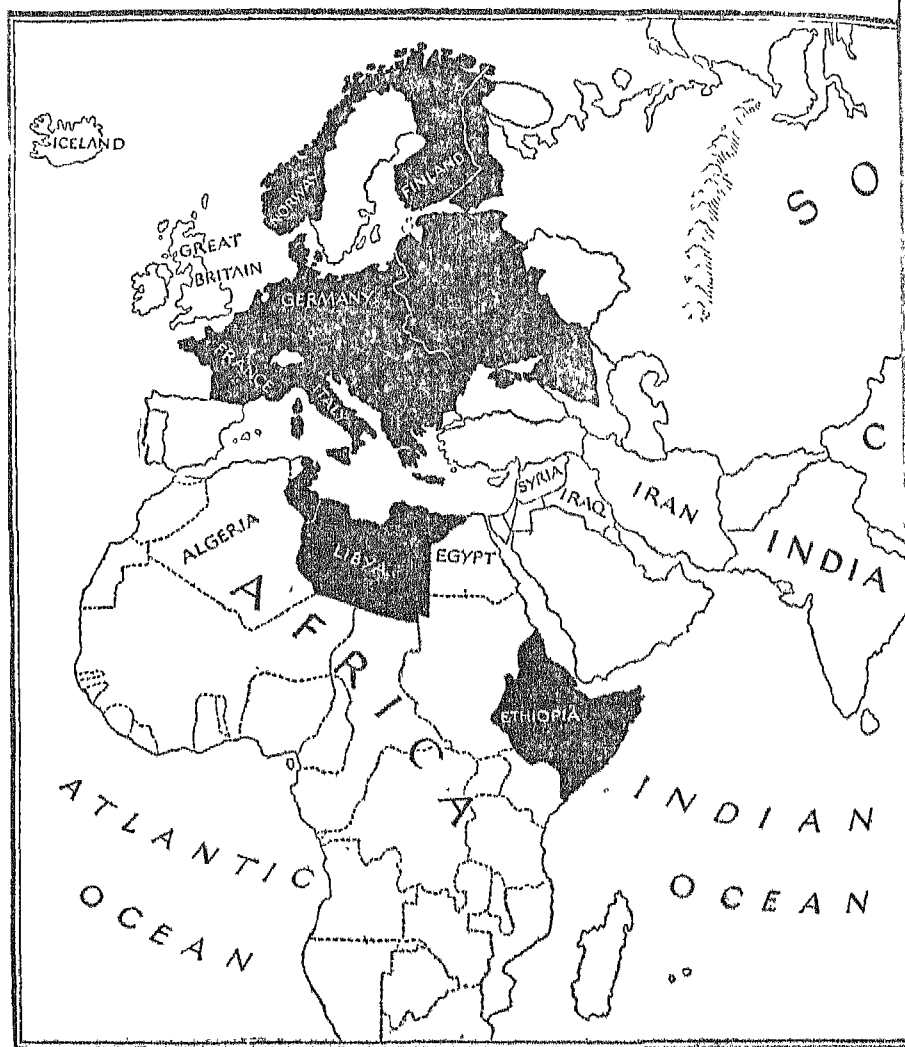 ICELAND
NORWAY
FINLAND
S O
GREAT
BRITAIN
GERMANY
FRANCE
ITALY
C
SYRIA
IRAQ
IRAN
INDIA
ALGERIA
LIBYA
EGYPT
AFRICA
ETHIOPIA
ATLANTIC
OCEAN
INDIAN
OCEAN